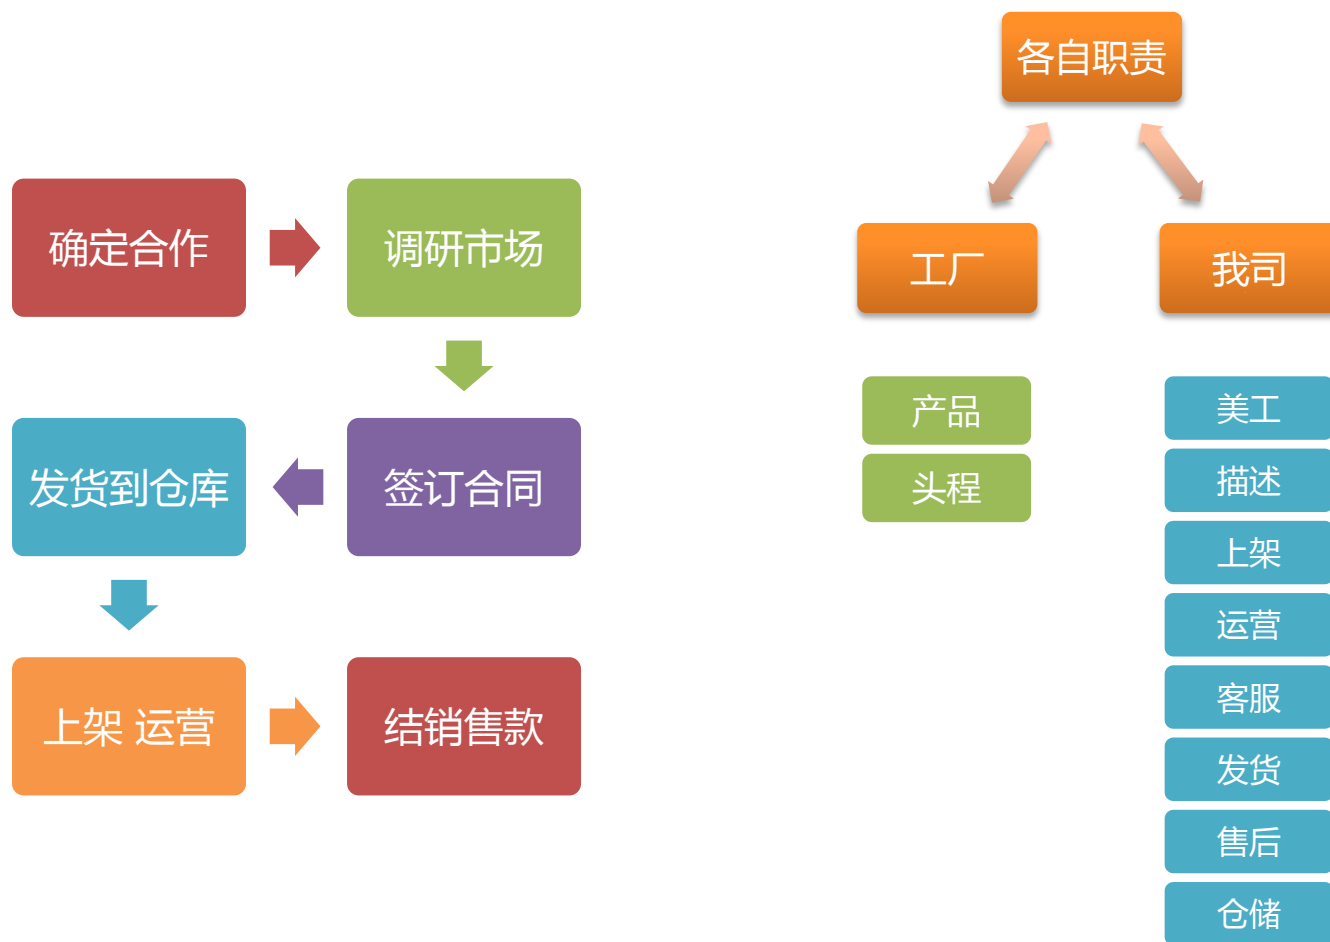 确定合作
调研市场
发货到仓库
签订合同
上架 运营
结销售款
各自职责
工厂
我司
产品
头程
美工
描述
上架
运营
客服
发货
售后
仓储